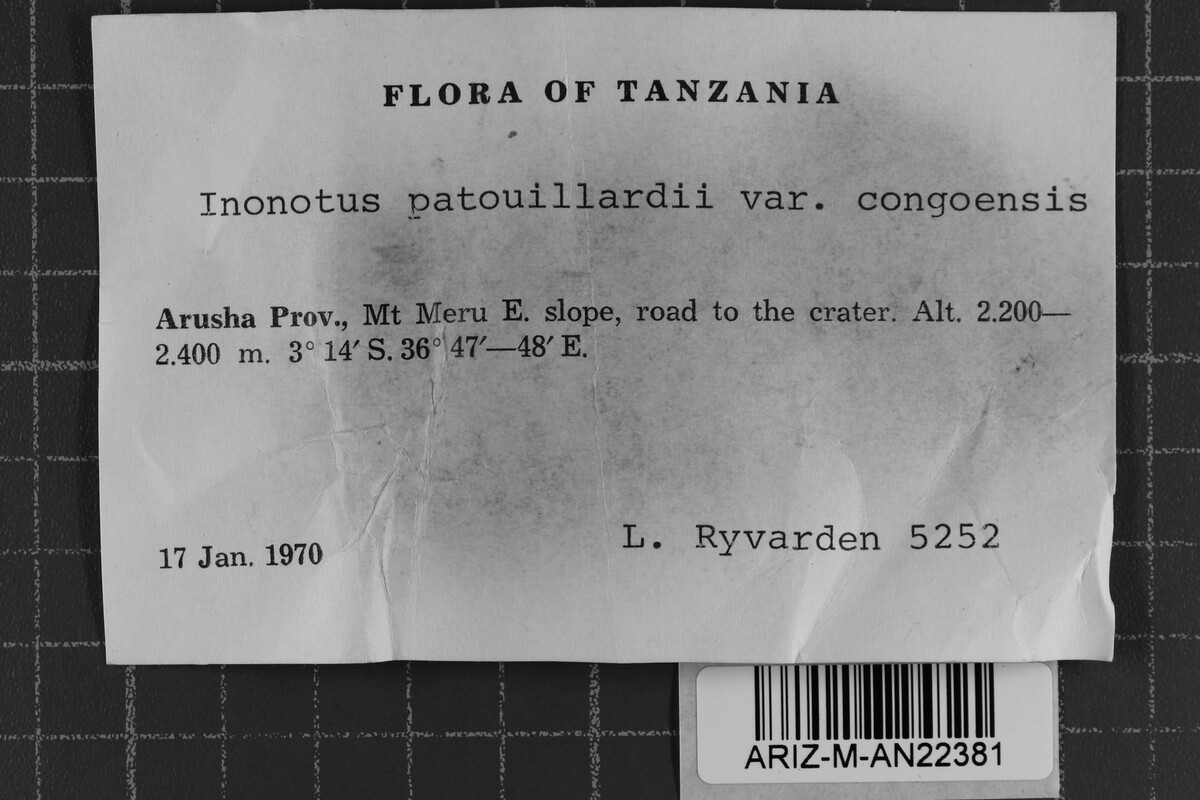 FLORA OF TANZANIA
Inonotus patouillardii var. congoensis
Arusha Prov., Mt Meru E. slope, road to the crater. Alt. 2.200—
2.400 m. 3° 14′ S. 36° 47′—48′ E.
17 Jan. 1970
L. Ryvarden 5252
ARIZ-M-AN22381